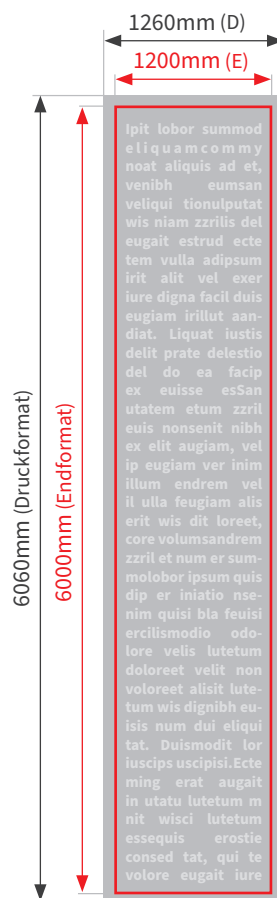 1260mm (D)
1200mm (E)
6060mm (Druckformat)
6000mm (Endformat)
Ipit lobor summod
eliquamcommy
noat aliquis ad et,
venibh eumsan
veliqui tionulputat
wis niam zzrilis del
eugait estrud ecte
tem vulla adipsum
irit alit vel exer
iure digna facil duis
eugiam irillut aan-
diat. Liquat iustis
delit prate delestio
del do ea facip
ex euisse esSan
utatem etum zzril
euis nonsenit nibh
ex elit augiam, vel
ip eugiam ver inim
illum endrem vel
il ulla feugiam alis
erit wis dit loreet,
core volumsandrem
zzril et num er sum-
molobor ipsum quis
dip er iniatio nse-
nim quisi bla feuisi
ercilismodio odo-
lore velis lutetum
doloreet velit non
voloreet alisit lute-
tum wis dignibh eu-
isis num dui eliqui
tat. Duismodit lor
iuscips uscipisi.Ecte
ming erat augait
in utatu lutetum m
nit wisci lutetum
essequis erostie
consed tat, qui te
volore eugait iure